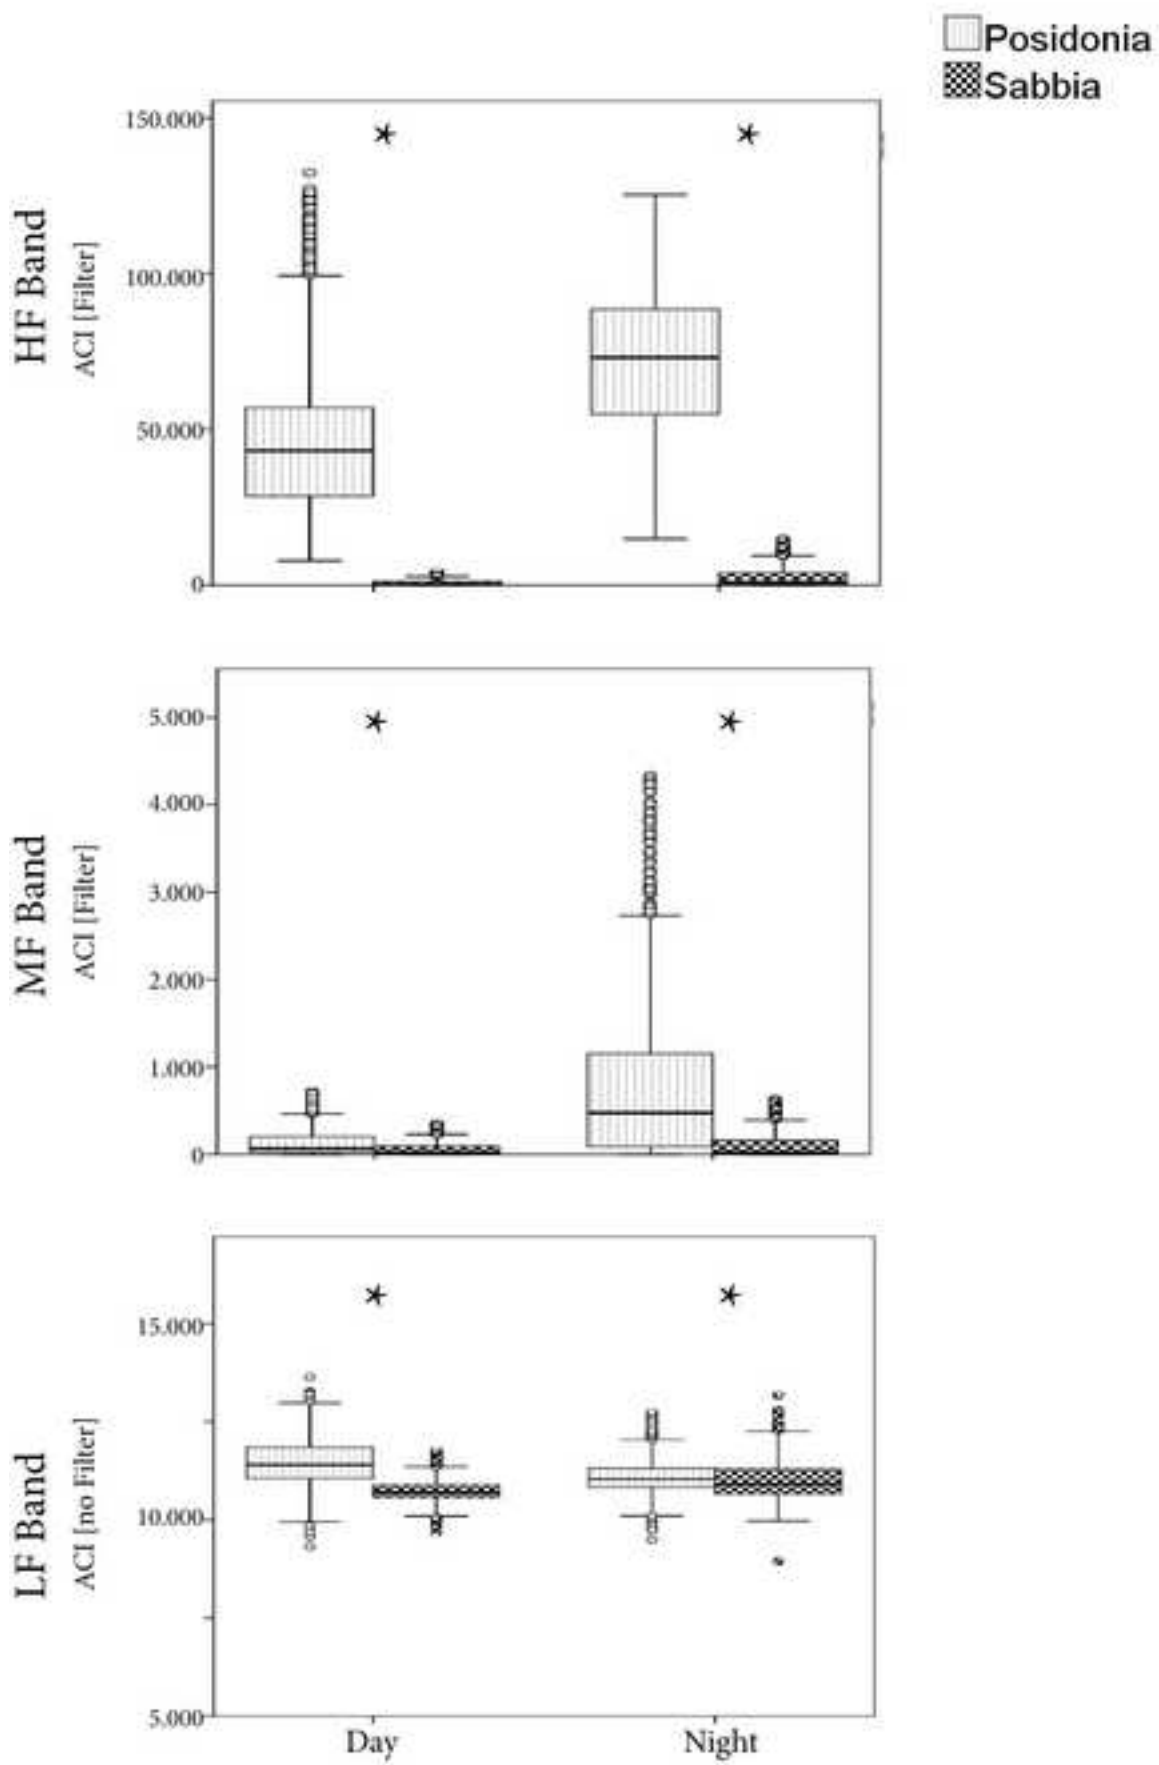 Posidonia
Sabbia
HF Band
ACI [Filter]
150.000
100.000
50.000
0
MF Band
ACI [Filter]
5.000
4.000
3.000
2.000
1.000
0
LF Band
ACI [no Filter]
15.000
10.000
5.000
Day
Night